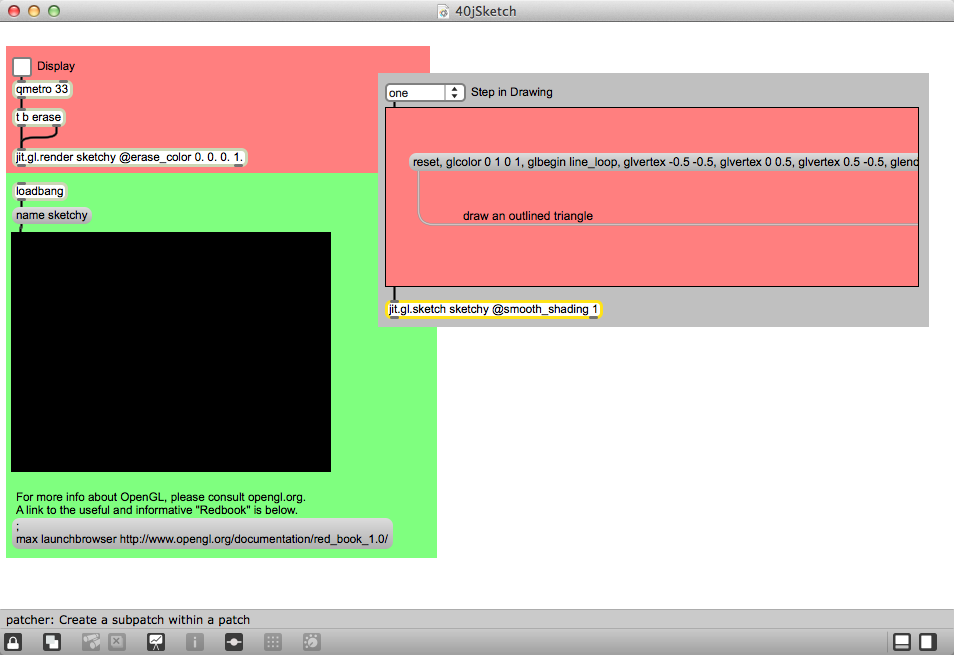 40jSketch
Display
qmetro 33
t b erase
jit.gl.render sketchy @erase_color 0. 0. 0. 1.
loadbang
name sketchy
one
Step in Drawing
reset, glcolor 0 1 0 1, glbegin line_loop, glvertex -0.5 -0.5, glvertex 0 0.5, glvertex 0.5 -0.5, glend
draw an outlined triangle
jit.gl.sketch sketchy @smooth_shading 1
For more info about OpenGL, please consult opengl.org.
A link to the useful and informative "Redbook" is below.
;
max launchbrowser http://www.opengl.org/documentation/red_book_1.0/
patcher: Create a subpatch within a patch